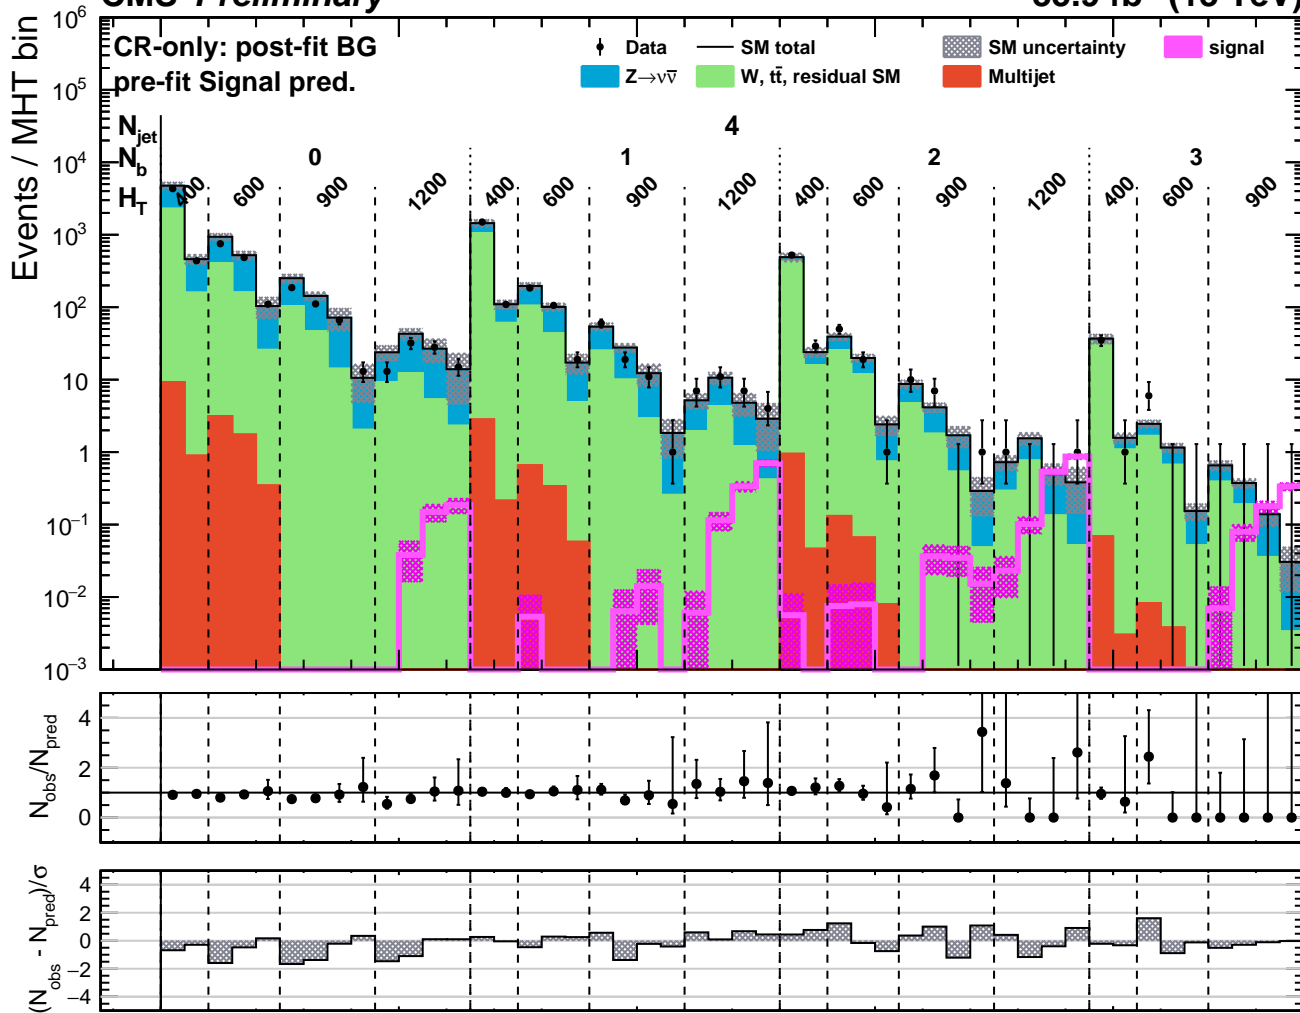 Preliminary
CR-only: post-fit BG
pre-fit Signal pred.
Data
SM total
SM uncertainty
signal
Z→νν̄
W, tt̄, residual SM
Multijet
Events / MHT bin
10⁶
10⁵
10⁴
10³
10²
10
1
10⁻¹
10⁻²
10⁻³
N_jet 4
N_b 0 1 2 3
H_T 400 600 900 1200 400 600 900 1200 400 600 900 1200 400 600 900
N_obs/N_pred
4
2
0
(N_obs - N_pred)/σ
4
2
0
−2
−4